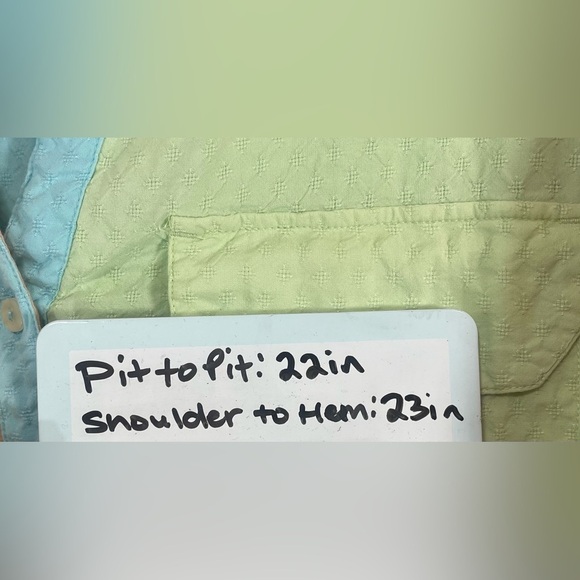 Pit to Pit: 22in
Shoulder to Hem: 23in